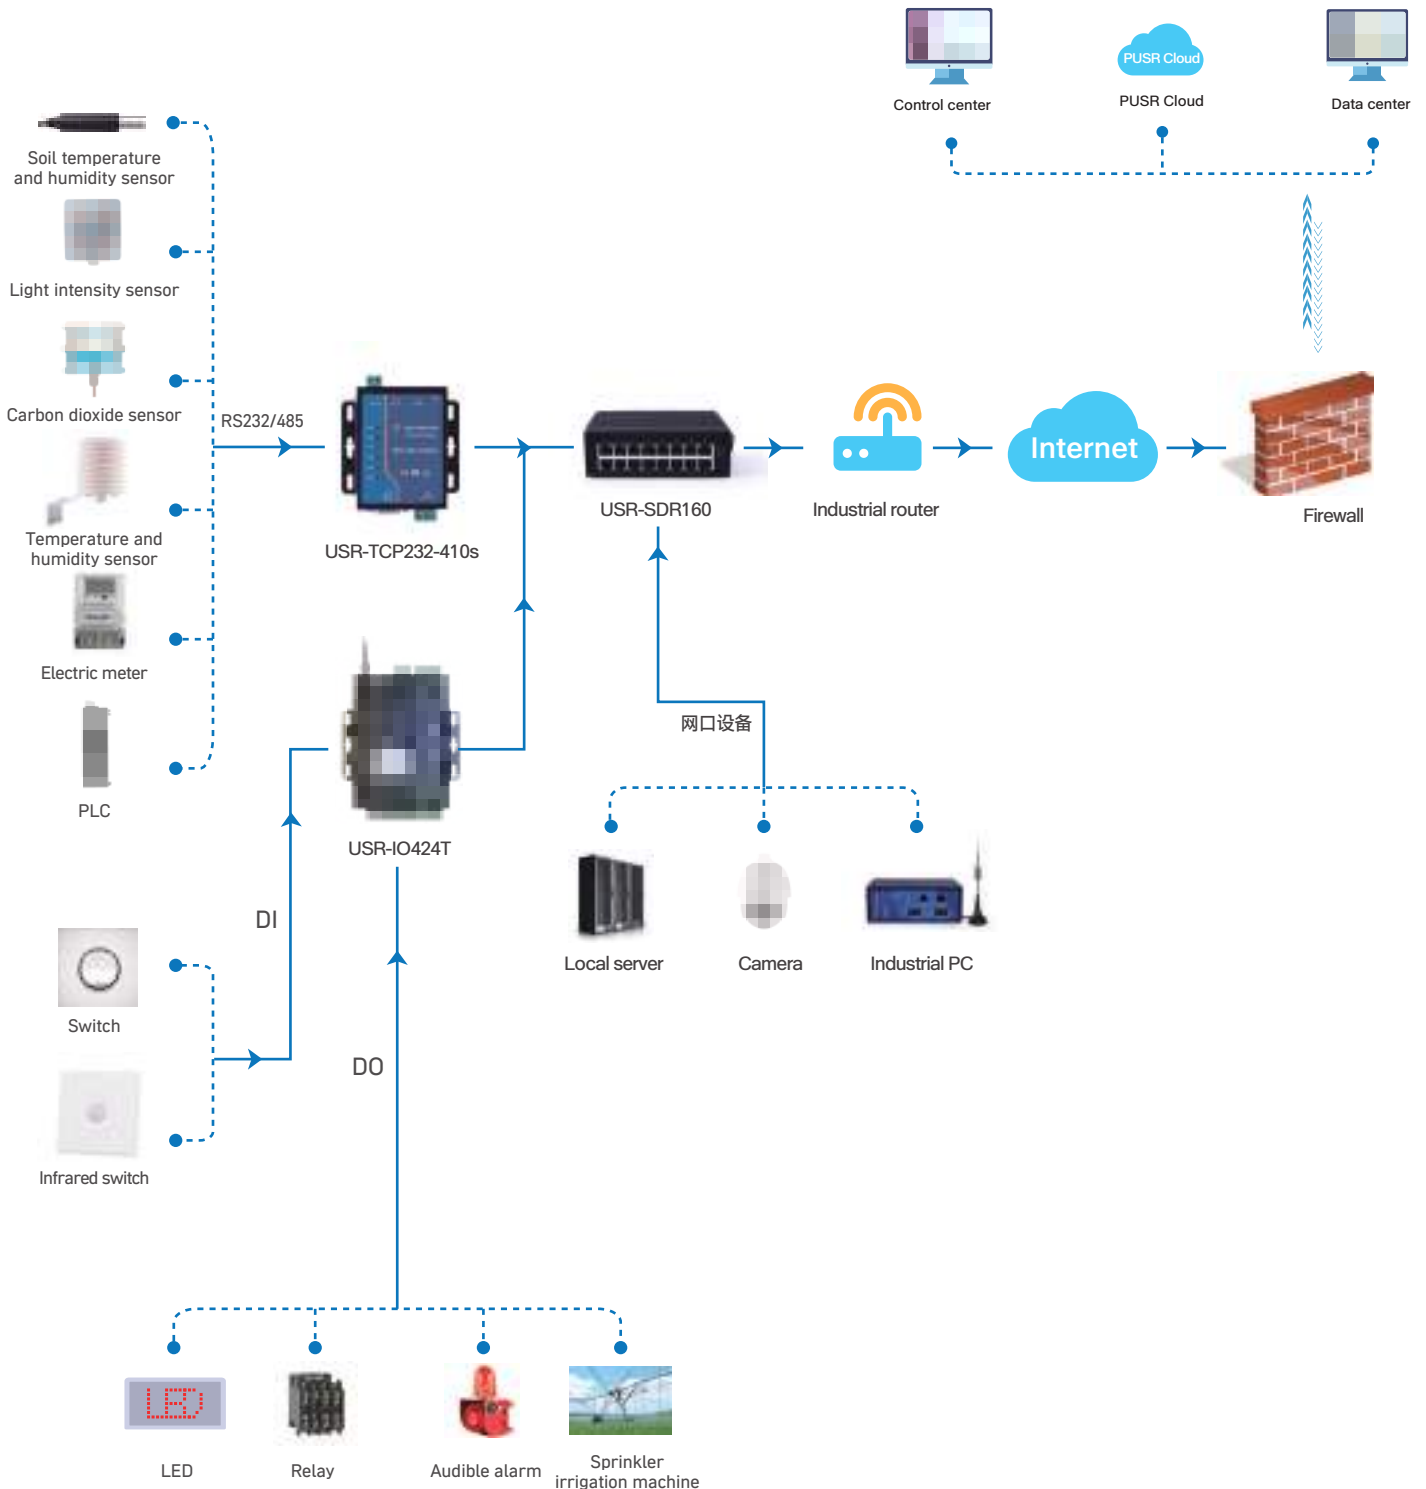 PUSR Cloud
Control center
PUSR Cloud
Data center
Soil temperature
and humidity sensor
Light intensity sensor
Carbon dioxide sensor
RS232/485
Temperature and
humidity sensor
Electric meter
PLC
USR-TCP232-410s
USR-SDR160
Industrial router
Internet
Firewall
网口设备
USR-IO424T
DI
DO
Local server
Camera
Industrial PC
Switch
Infrared switch
LED
LED
Relay
Audible alarm
Sprinkler
irrigation machine